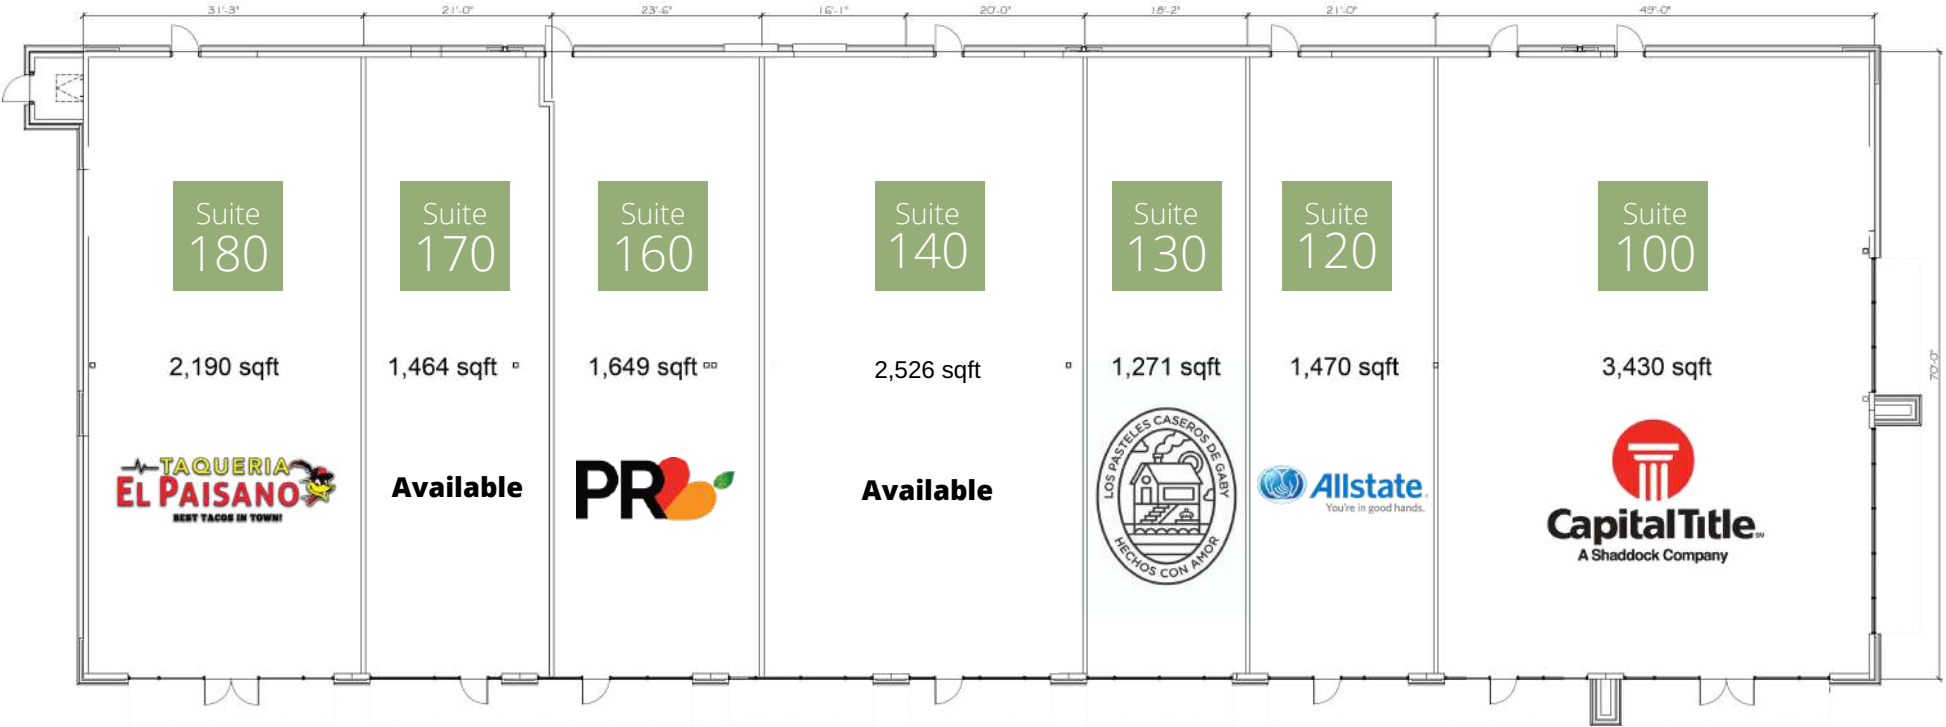 31'-3" 21'-0" 23'-6" 16'-1" 20'-0" 18'-2" 21'-0" 49'-0"
Suite
180
2,190 sqft
TAQUERIA
EL PAISANO
BEST TACOS IN TOWN!
Suite
170
1,464 sqft
Available
Suite
160
1,649 sqft
PR
Suite
140
2,526 sqft
Available
Suite
130
1,271 sqft
LOS PASTELES CASEROS DE GABY
HECHOS CON AMOR
Suite
120
1,470 sqft
Allstate.
You're in good hands.
Suite
100
3,430 sqft
CapitalTitle SM
A Shaddock Company
70'-0"